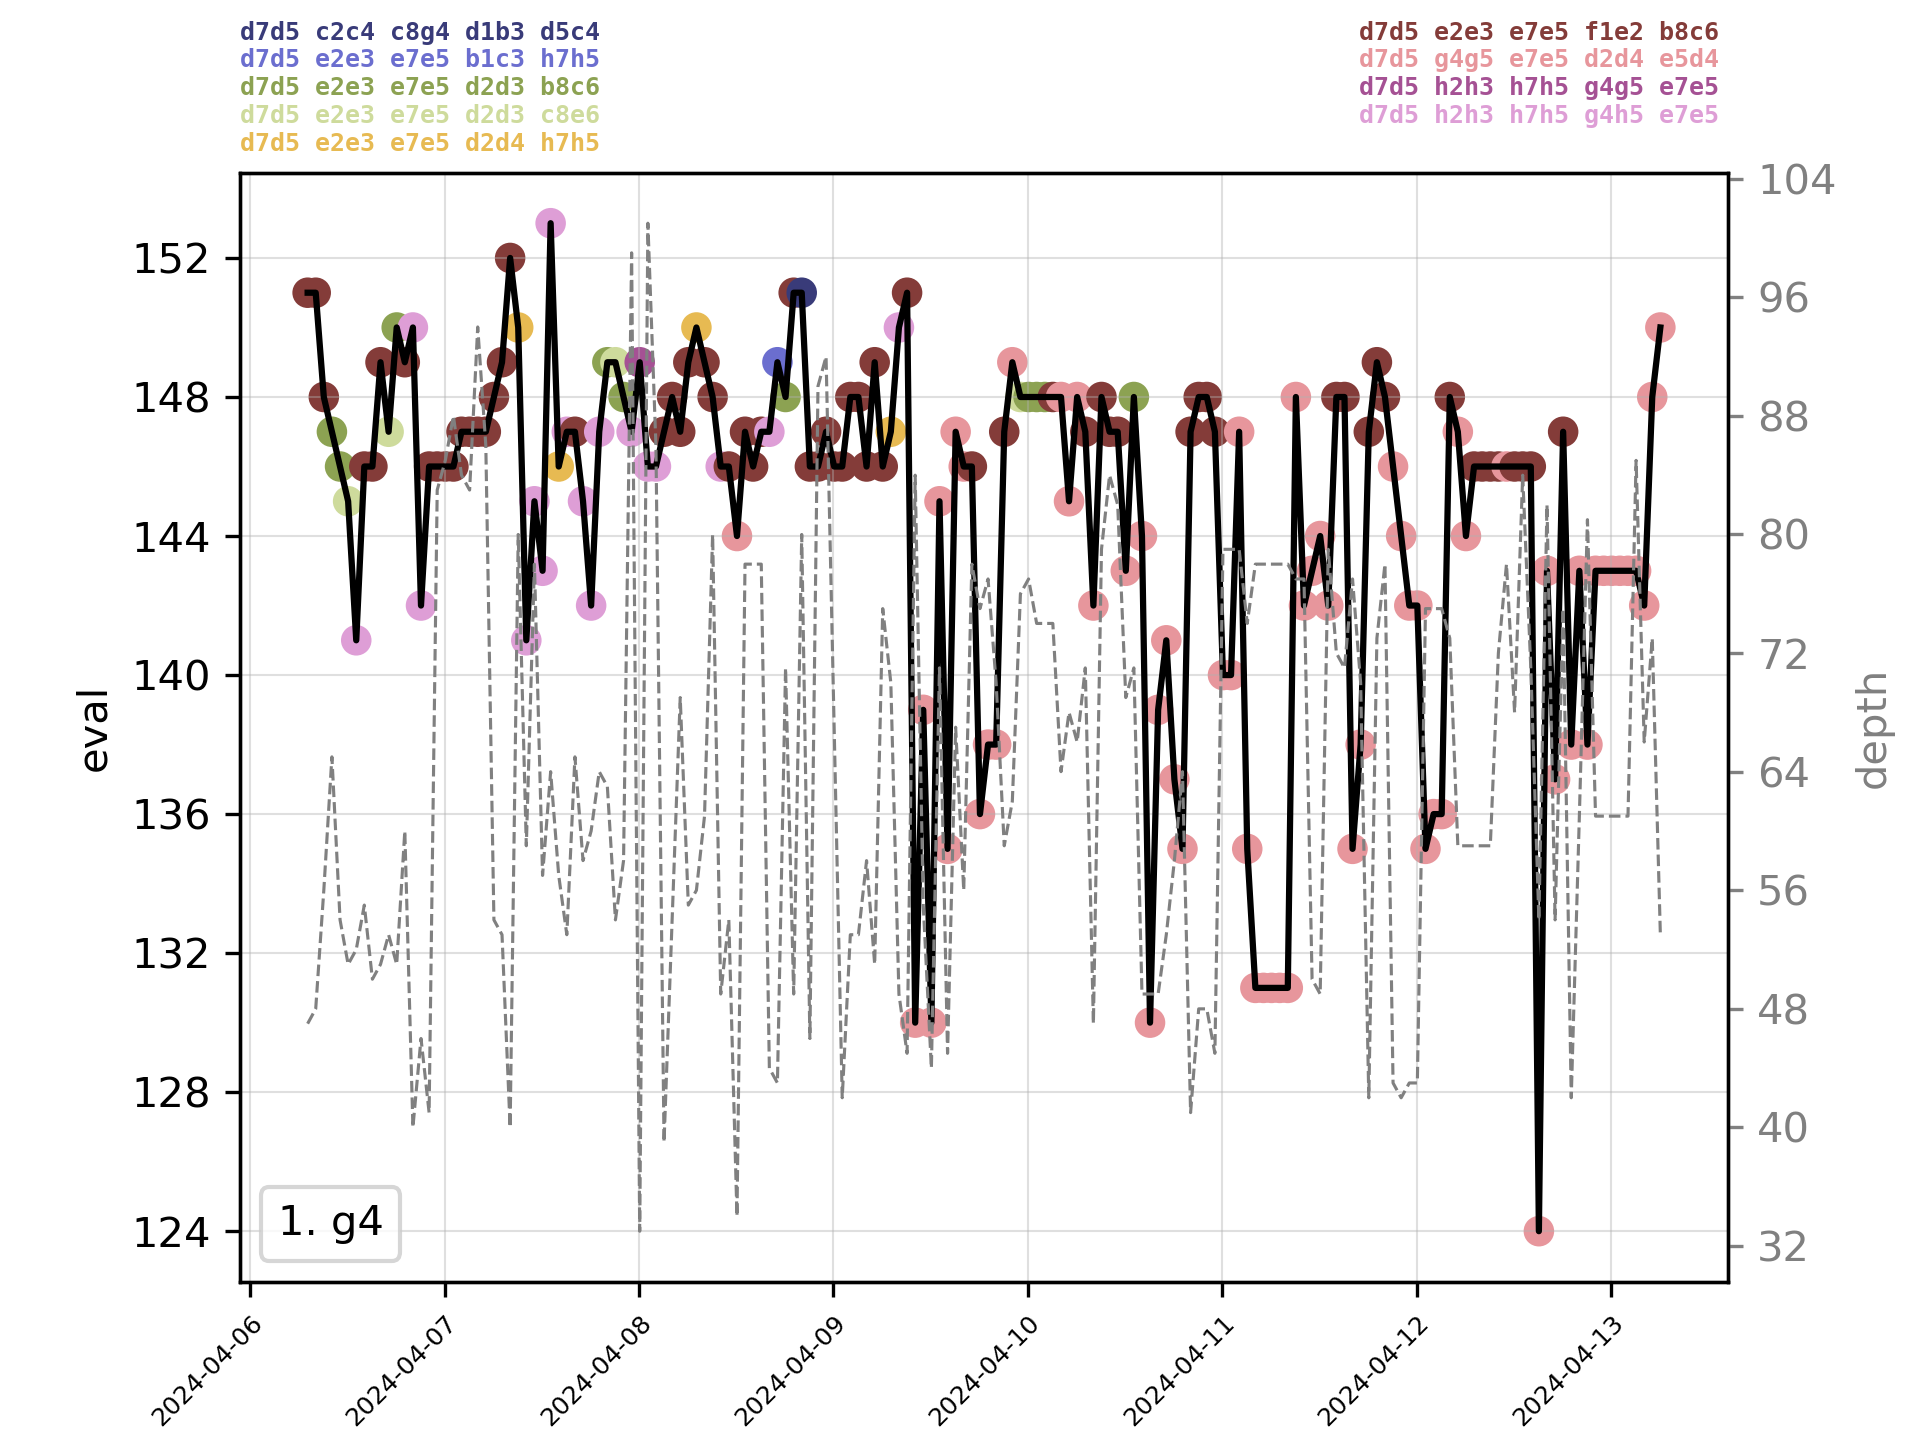 d7d5 c2c4 c8g4 d1b3 d5c4
d7d5 e2e3 e7e5 b1c3 h7h5
d7d5 e2e3 e7e5 d2d3 b8c6
d7d5 e2e3 e7e5 d2d3 c8e6
d7d5 e2e3 e7e5 d2d4 h7h5
d7d5 e2e3 e7e5 f1e2 b8c6
d7d5 g4g5 e7e5 d2d4 e5d4
d7d5 h2h3 h7h5 g4g5 e7e5
d7d5 h2h3 h7h5 g4h5 e7e5
eval
152
148
144
140
136
132
128
124
104
96
88
80
72
64
56
48
40
32
depth
1. g4
2024-04-06
2024-04-07
2024-04-08
2024-04-09
2024-04-10
2024-04-11
2024-04-12
2024-04-13